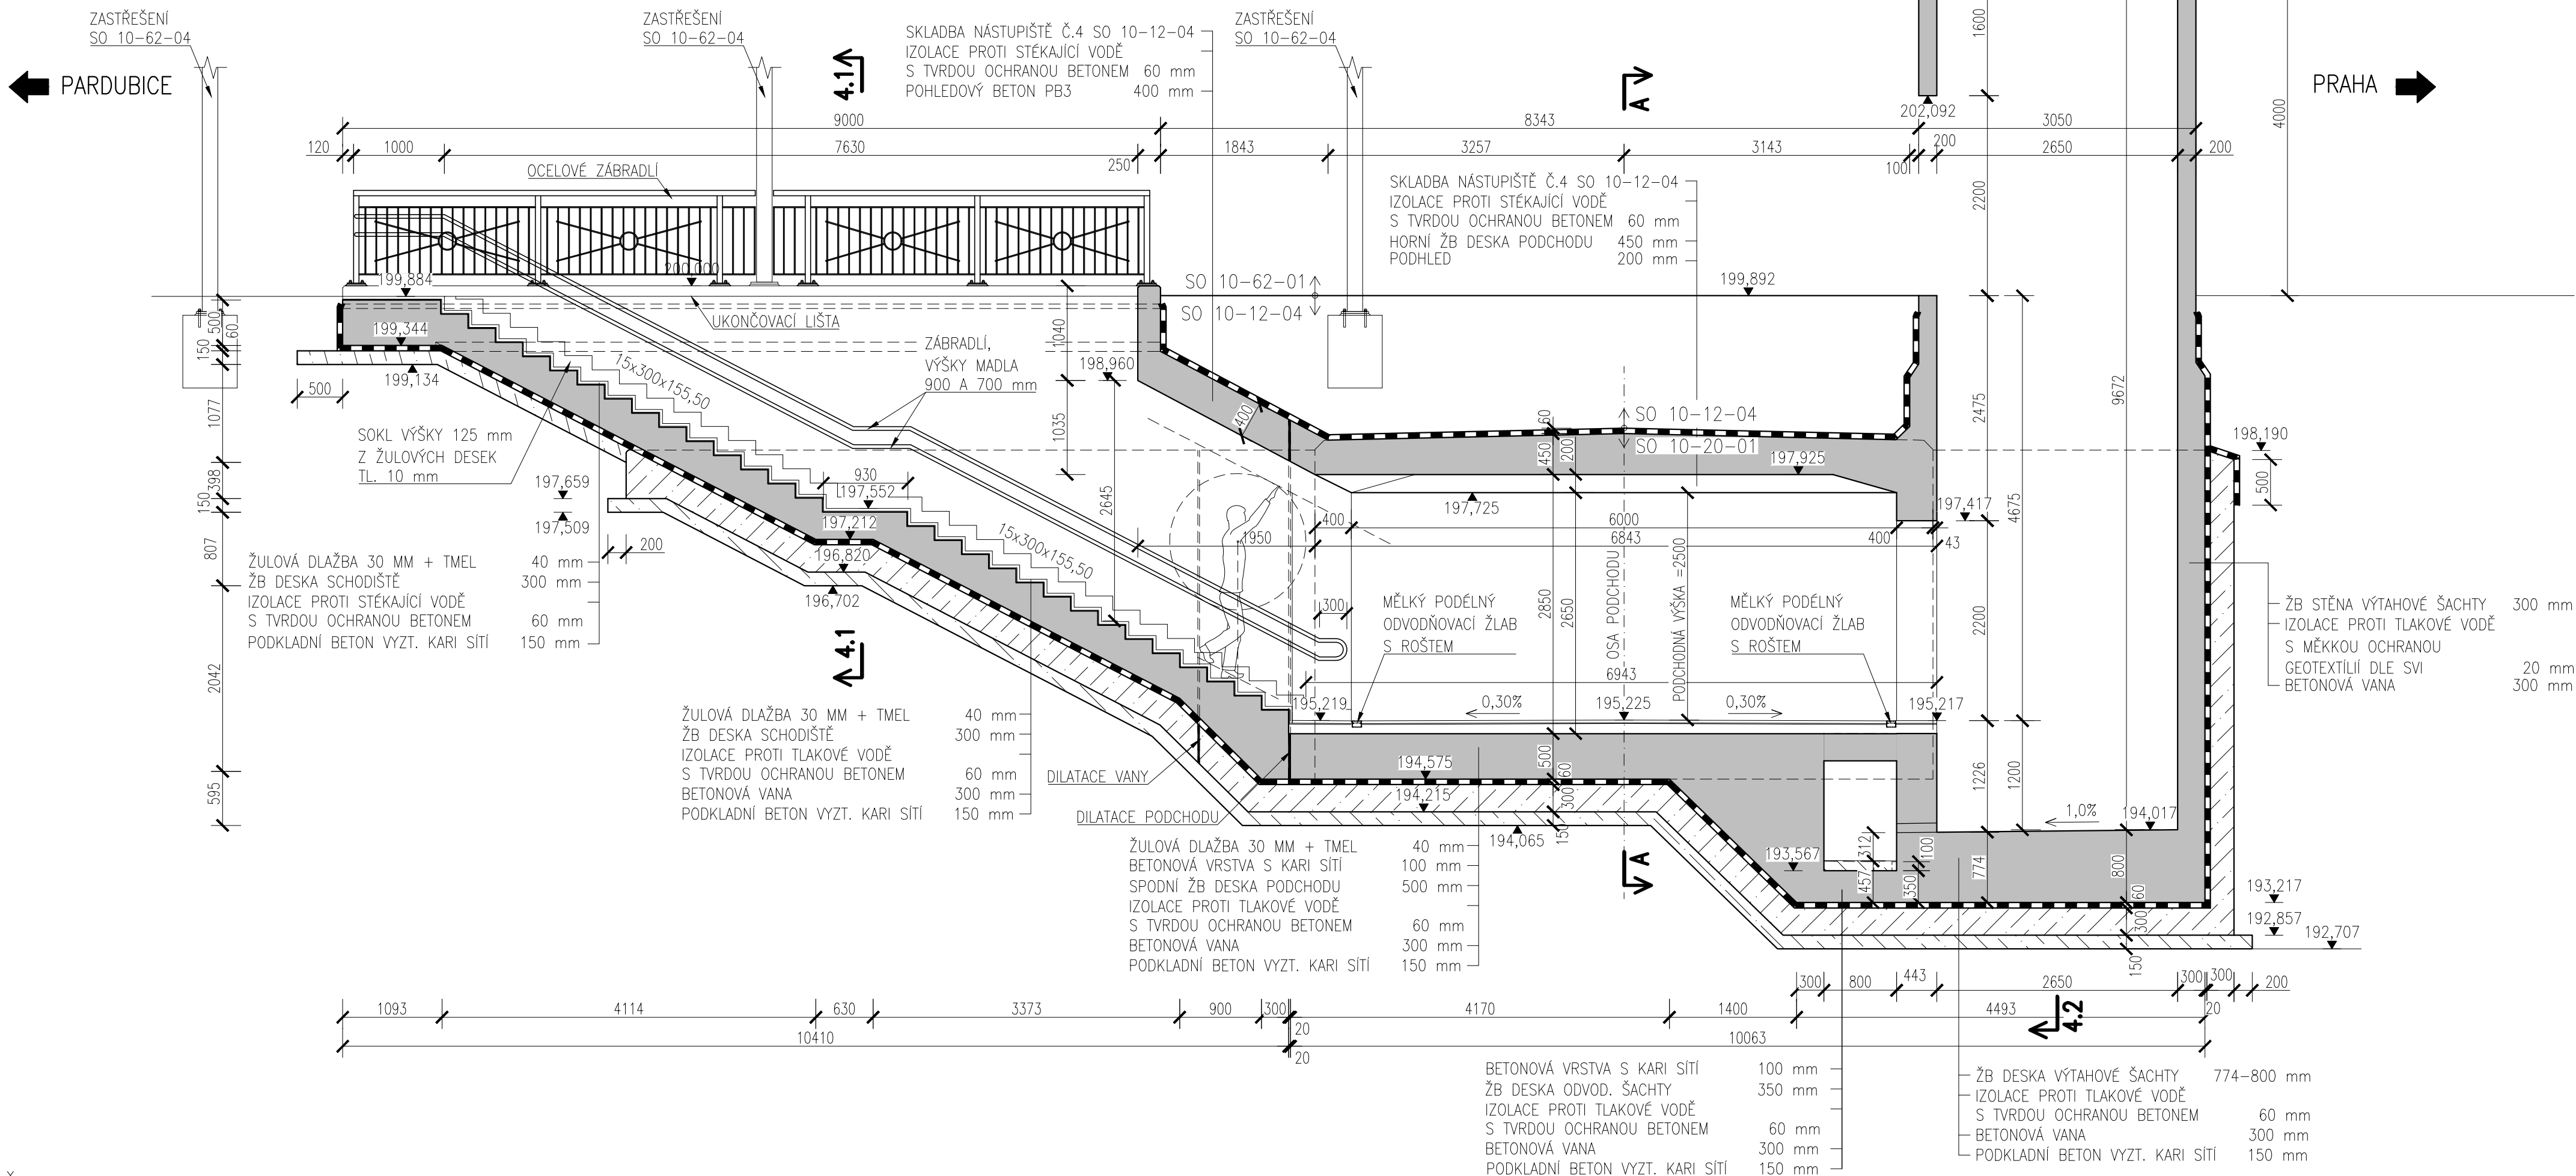 ZASTŘEŠENÍ
SO 10-62-04
ZASTŘEŠENÍ
SO 10-62-04
SKLADBA NÁSTUPIŠTĚ Č.4 SO 10-12-04
IZOLACE PROTI STÉKAJÍCÍ VODĚ
S TVRDOU OCHRANOU BETONEM 60 mm
POHLEDOVÝ BETON PB3 400 mm
ZASTŘEŠENÍ
SO 10-62-04
PARDUBICE
PRAHA
4.1
A
1600
4000
202,092
9000
8343
3050
120
1000
7630
250
1843
3257
3143
100
200
2650
200
OCELOVÉ ZÁBRADLÍ
SKLADBA NÁSTUPIŠTĚ Č.4 SO 10-12-04
IZOLACE PROTI STÉKAJÍCÍ VODĚ
S TVRDOU OCHRANOU BETONEM 60 mm
HORNÍ ŽB DESKA PODCHODU 450 mm
PODHLED 200 mm
2200
199,884
200,000
SO 10-62-01
SO 10-12-04
199,892
500
60
150
199,344
199,134
UKONČOVACÍ LIŠTA
1040
1035
198,960
ZÁBRADLÍ,
VÝŠKY MADLA
900 A 700 mm
15x300x155,50
500
1077
398
150
807
2042
595
SOKL VÝŠKY 125 mm
Z ŽULOVÝCH DESEK
TL. 10 mm
400
60
450
200
SO 10-12-04
SO 10-20-01
197,925
2475
9672
198,190
500
197,659
197,509
930
197,552
197,212
196,820
196,702
200
2645
15x300x155,50
197,725
197,417
4675
400
6000
1950
6843
400
43
ŽULOVÁ DLAŽBA 30 MM + TMEL 40 mm
ŽB DESKA SCHODIŠTĚ 300 mm
IZOLACE PROTI STÉKAJÍCÍ VODĚ
S TVRDOU OCHRANOU BETONEM 60 mm
PODKLADNÍ BETON VYZT. KARI SÍTÍ 150 mm
4.1
300
2850
2650
OSA PODCHODU
PODCHODNÁ VÝŠKA =2500
MĚLKÝ PODÉLNÝ
ODVODŇOVACÍ ŽLAB
S ROŠTEM
MĚLKÝ PODÉLNÝ
ODVODŇOVACÍ ŽLAB
S ROŠTEM
2200
ŽB STĚNA VÝTAHOVÉ ŠACHTY 300 mm
IZOLACE PROTI TLAKOVÉ VODĚ
S MĚKKOU OCHRANOU
GEOTEXTÍLIÍ DLE SVI 20 mm
BETONOVÁ VANA 300 mm
6943
195,219
0,30%
195,225
0,30%
195,217
ŽULOVÁ DLAŽBA 30 MM + TMEL 40 mm
ŽB DESKA SCHODIŠTĚ 300 mm
IZOLACE PROTI TLAKOVÉ VODĚ
S TVRDOU OCHRANOU BETONEM 60 mm
BETONOVÁ VANA 300 mm
PODKLADNÍ BETON VYZT. KARI SÍTÍ 150 mm
DILATACE VANY
DILATACE PODCHODU
194,575
194,215
194,065
500
60
300
150
1226
1200
1,0%
194,017
ŽULOVÁ DLAŽBA 30 MM + TMEL 40 mm
BETONOVÁ VRSTVA S KARI SÍTÍ 100 mm
SPODNÍ ŽB DESKA PODCHODU 500 mm
IZOLACE PROTI TLAKOVÉ VODĚ
S TVRDOU OCHRANOU BETONEM 60 mm
BETONOVÁ VANA 300 mm
PODKLADNÍ BETON VYZT. KARI SÍTÍ 150 mm
A
193,567
312
457
100
350
774
800
60
300
150
193,217
192,857
192,707
300
800
443
2650
300
300
200
1093
4114
630
3373
900
300
20
4170
1400
4493
20
4.2
10410
20
10063
BETONOVÁ VRSTVA S KARI SÍTÍ 100 mm
ŽB DESKA ODVOD. ŠACHTY 350 mm
IZOLACE PROTI TLAKOVÉ VODĚ
S TVRDOU OCHRANOU BETONEM 60 mm
BETONOVÁ VANA 300 mm
PODKLADNÍ BETON VYZT. KARI SÍTÍ 150 mm
ŽB DESKA VÝTAHOVÉ ŠACHTY 774-800 mm
IZOLACE PROTI TLAKOVÉ VODĚ
S TVRDOU OCHRANOU BETONEM 60 mm
BETONOVÁ VANA 300 mm
PODKLADNÍ BETON VYZT. KARI SÍTÍ 150 mm